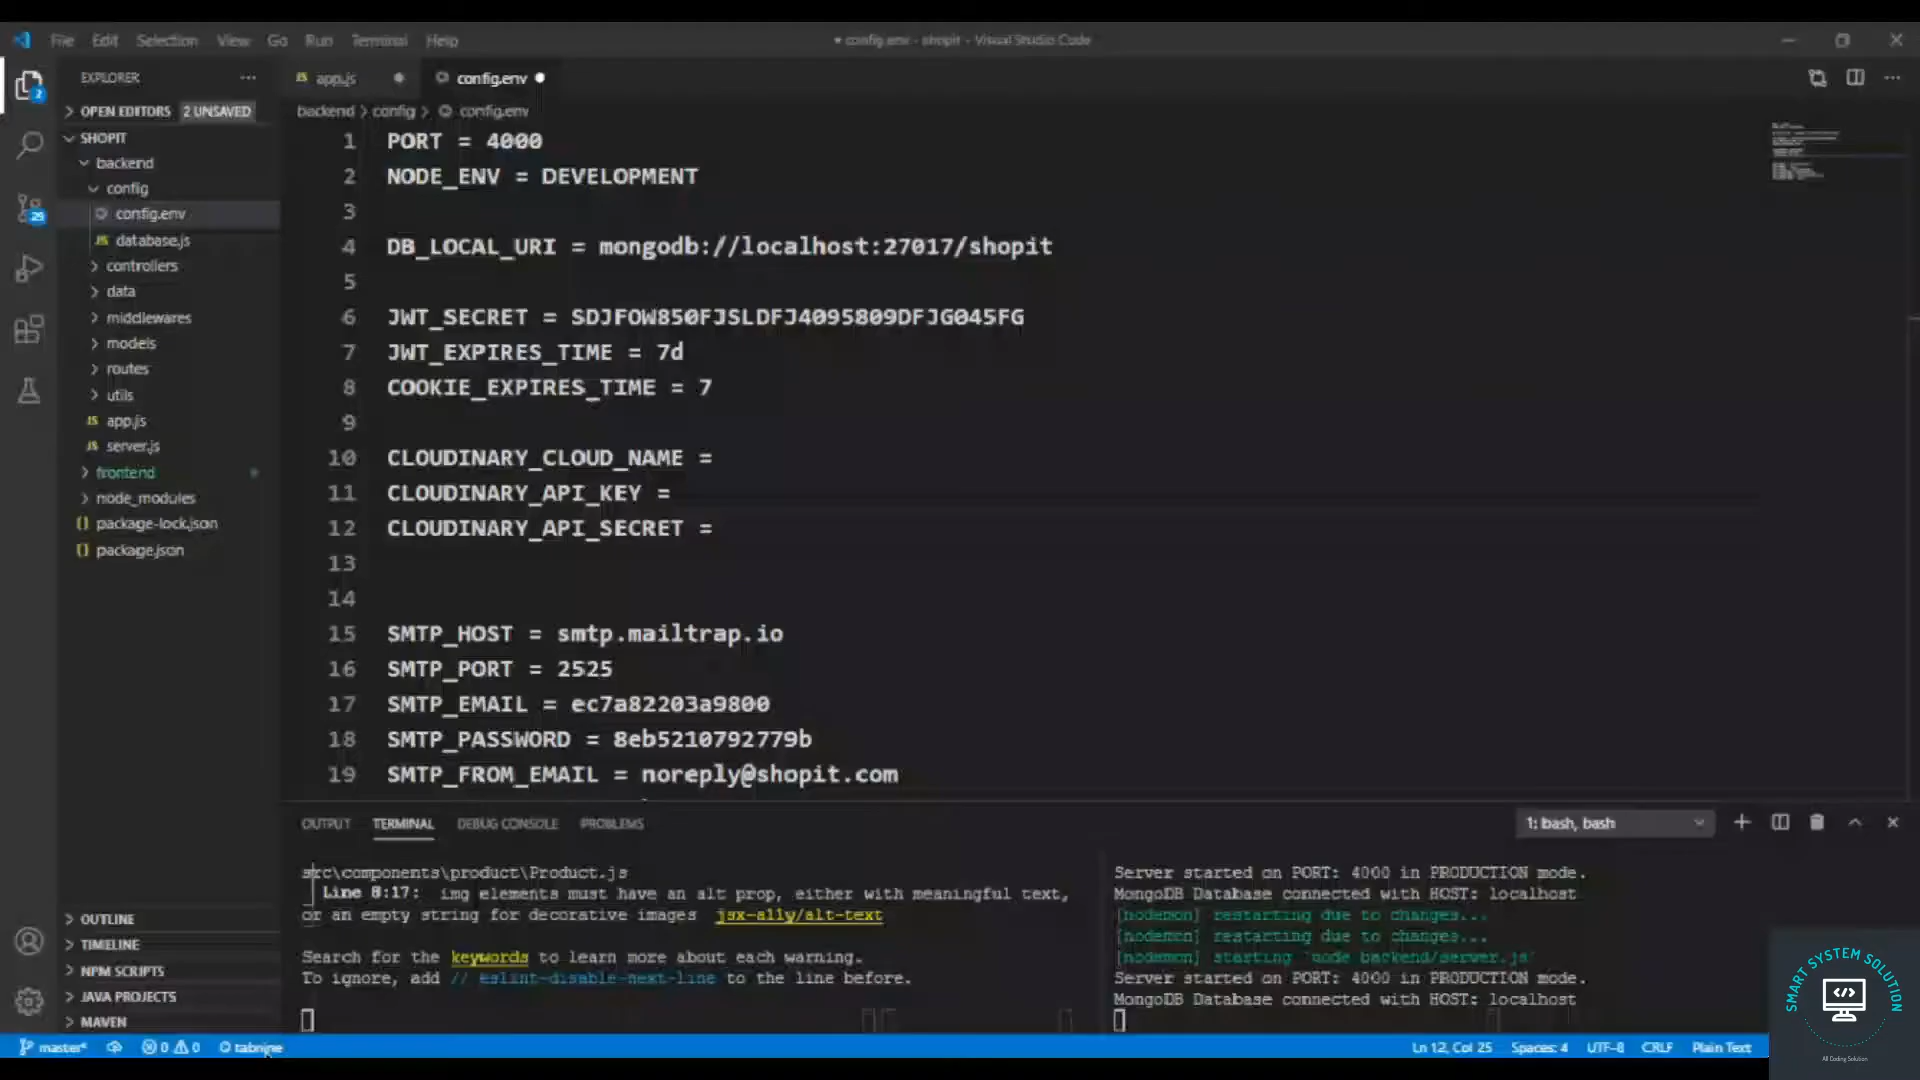 File Edit Selection View Go Run Terminal Help
● config.env - shopit - Visual Studio Code
EXPLORER
OPEN EDITORS 2 UNSAVED
SHOPIT
backend
config
config.env
database.js
controllers
data
middlewares
models
routes
utils
app.js
server.js
frontend
node_modules
package-lock.json
package.json
OUTLINE
TIMELINE
NPM SCRIPTS
JAVA PROJECTS
MAVEN
2
25
JS app.js
config.env
backend > config > config.env
1 PORT = 4000
2 NODE_ENV = DEVELOPMENT
3
4 DB_LOCAL_URI = mongodb://localhost:27017/shopit
5
6 JWT_SECRET = SDJFOW850FJSLDFJ4095809DFJG045FG
7 JWT_EXPIRES_TIME = 7d
8 COOKIE_EXPIRES_TIME = 7
9
10 CLOUDINARY_CLOUD_NAME =
11 CLOUDINARY_API_KEY =
12 CLOUDINARY_API_SECRET =
13
14
15 SMTP_HOST = smtp.mailtrap.io
16 SMTP_PORT = 2525
17 SMTP_EMAIL = ec7a82203a9800
18 SMTP_PASSWORD = 8eb5210792779b
19 SMTP_FROM_EMAIL = noreply@shopit.com
OUTPUT TERMINAL DEBUG CONSOLE PROBLEMS
1: bash, bash
src\components\product\Product.js
Line 8:17: img elements must have an alt prop, either with meaningful text,
or an empty string for decorative images jsx-a11y/alt-text
Search for the keywords to learn more about each warning.
To ignore, add // eslint-disable-next-line to the line before.
Server started on PORT: 4000 in PRODUCTION mode.
MongoDB Database connected with HOST: localhost
[nodemon] restarting due to changes...
[nodemon] restarting due to changes...
[nodemon] starting `node backend/server.js`
Server started on PORT: 4000 in PRODUCTION mode.
MongoDB Database connected with HOST: localhost
master* 0 0 tabnine
Ln 12, Col 25 Spaces: 4 UTF-8 CRLF Plain Text
SMART SYSTEM SOLUTION
All Coding Solution